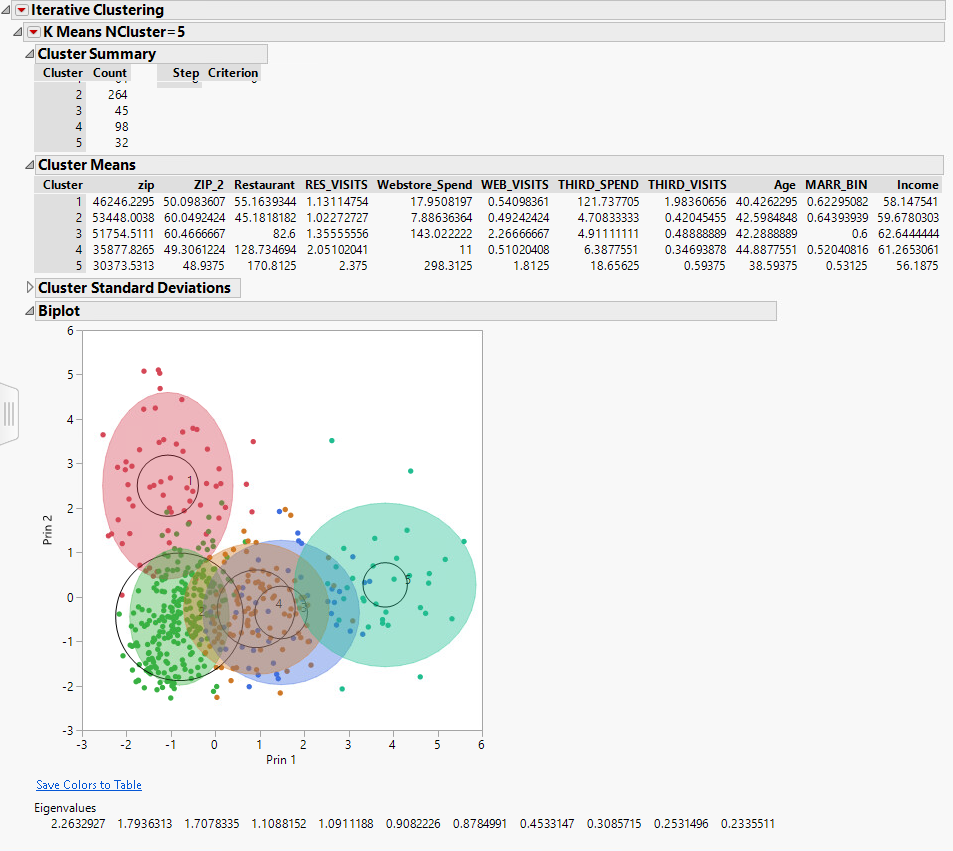 Iterative Clustering
K Means NCluster=5
Cluster Summary
Cluster Count Step Criterion
2 264
3 45
4 98
5 32
Cluster Means
Cluster zip ZIP_2 Restaurant RES_VISITS Webstore_Spend WEB_VISITS THIRD_SPEND THIRD_VISITS Age MARR_BIN Income
1 46246.2295 50.0983607 55.1639344 1.13114754 17.9508197 0.54098361 121.737705 1.98360656 40.4262295 0.62295082 58.147541
2 53448.0038 60.0492424 45.1818182 1.02272727 7.88636364 0.49242424 4.70833333 0.42045455 42.5984848 0.64393939 59.6780303
3 51754.5111 60.4666667 82.6 1.35555556 143.022222 2.26666667 4.91111111 0.48888889 42.2888889 0.6 62.6444444
4 35877.8265 49.3061224 128.734694 2.05102041 11 0.51020408 6.3877551 0.34693878 44.8877551 0.52040816 61.2653061
5 30373.5313 48.9375 170.8125 2.375 298.3125 1.8125 18.65625 0.59375 38.59375 0.53125 56.1875
Cluster Standard Deviations
Biplot
6
5
4
3
2
1
0
-1
-2
-3
Prin 2
1
2
4
3
5
-3 -2 -1 0 1 2 3 4 5 6
Prin 1
Save Colors to Table
Eigenvalues
2.2632927 1.7936313 1.7078335 1.1088152 1.0911188 0.9082226 0.8784991 0.4533147 0.3085715 0.2531496 0.2335511